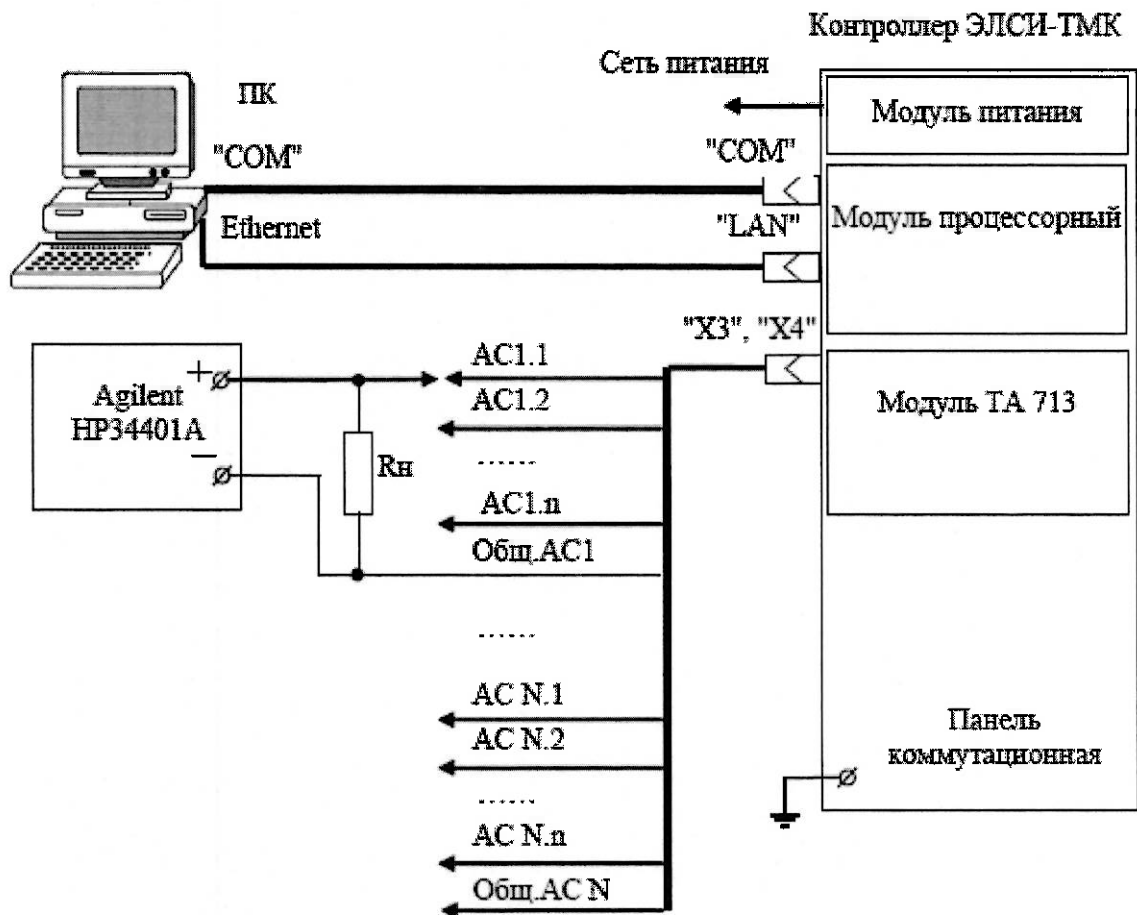 Контроллер ЭЛСИ-ТМК
Сеть питания
Модуль питания
ПК
"COM"
"COM"
Модуль процессорный
Ethernet
"LAN"
"X3", "X4"
Модуль ТА 713
Agilent
HP34401A
+
−
Rн
AC1.1
AC1.2
......
AC1.n
Общ.AC1
......
AC N.1
AC N.2
......
AC N.n
Общ.AC N
Панель
коммутационная